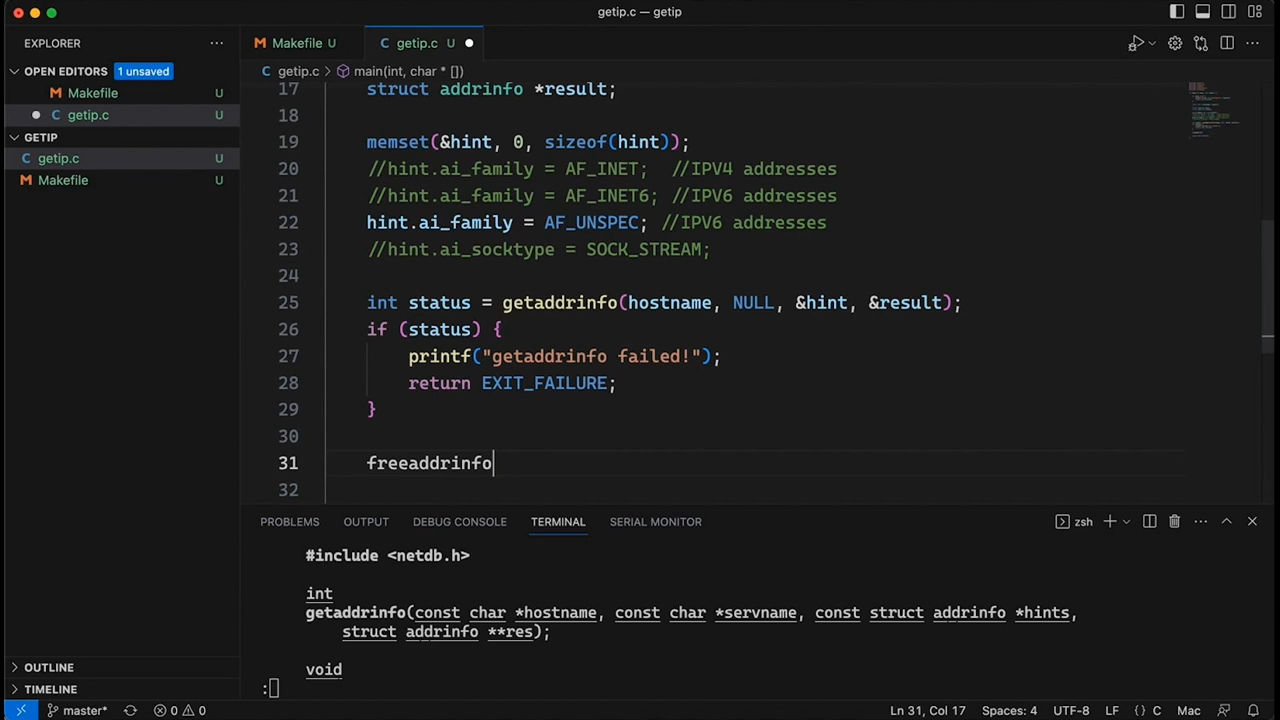 getip.c — getip
EXPLORER
Makefile U
getip.c U
OPEN EDITORS 1 unsaved
getip.c > main(int, char * [])
Makefile U
getip.c U
GETIP
getip.c U
Makefile U
17 struct addrinfo *result;
18
19 memset(&hint, 0, sizeof(hint));
20 //hint.ai_family = AF_INET; //IPV4 addresses
21 //hint.ai_family = AF_INET6; //IPV6 addresses
22 hint.ai_family = AF_UNSPEC; //IPV6 addresses
23 //hint.ai_socktype = SOCK_STREAM;
24
25 int status = getaddrinfo(hostname, NULL, &hint, &result);
26 if (status) {
27 printf("getaddrinfo failed!");
28 return EXIT_FAILURE;
29 }
30
31 freeaddrinfo
32
PROBLEMS OUTPUT DEBUG CONSOLE TERMINAL SERIAL MONITOR zsh
#include <netdb.h>
int
getaddrinfo(const char *hostname, const char *servname, const struct addrinfo *hints,
struct addrinfo **res);
void
:
OUTLINE
TIMELINE
master* 0 0 Ln 31, Col 17 Spaces: 4 UTF-8 LF {} C Mac